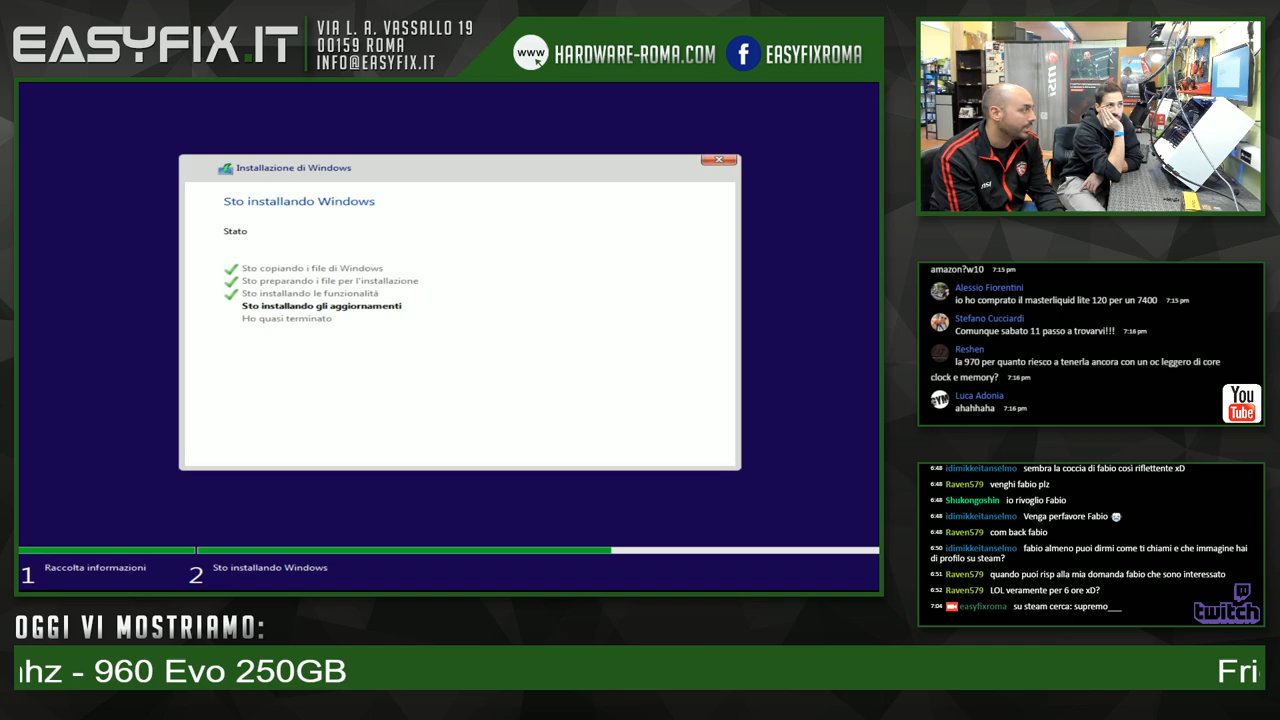 EASYFIX.IT
VIA L. A. VASSALLO 19
00159 ROMA
INFO@EASYFIX.IT
www
HARDWARE-ROMA.COM
f
EASYFIXROMA
Installazione di Windows
Sto installando Windows
Stato
Sto copiando i file di Windows
Sto preparando i file per l'installazione
Sto installando le funzionalità
Sto installando gli aggiornamenti
Ho quasi terminato
1 Raccolta informazioni
2 Sto installando Windows
msi
amazon?w10 7:15 pm
Alessio Fiorentini
io ho comprato il masterliquid lite 120 per un 7400 7:15 pm
Stefano Cucciardi
Comunque sabato 11 passo a trovarvi!!! 7:16 pm
Reshen
la 970 per quanto riesco a tenerla ancora con un oc leggero di core
clock e memory? 7:16 pm
Luca Adonia
ahahhaha 7:16 pm
You
Tube
6:48 idimikkeitanselmo sembra la coccia di fabio così riflettente xD
6:48 Raven579 venghi fabio plz
6:48 Shukongoshin io rivoglio Fabio
6:48 idimikkeitanselmo Venga perfavore Fabio
6:48 Raven579 com back fabio
6:50 idimikkeitanselmo fabio almeno puoi dirmi come ti chiami e che immagine hai
di profilo su steam?
6:51 Raven579 quando puoi risp alla mia domanda fabio che sono interessato
6:52 Raven579 LOL veramente per 6 ore xD?
7:04 easyfixroma su steam cerca: supremo___
twitch
OGGI VI MOSTRIAMO:
hz - 960 Evo 250GB
Fri